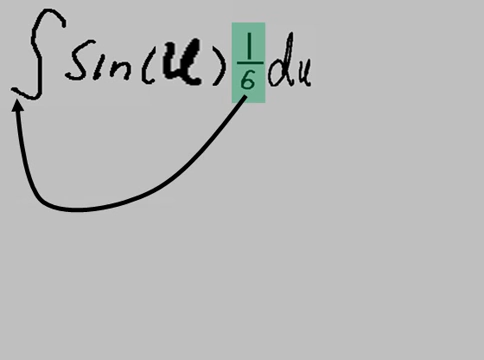 ∫ Sin(u) 1/6 du